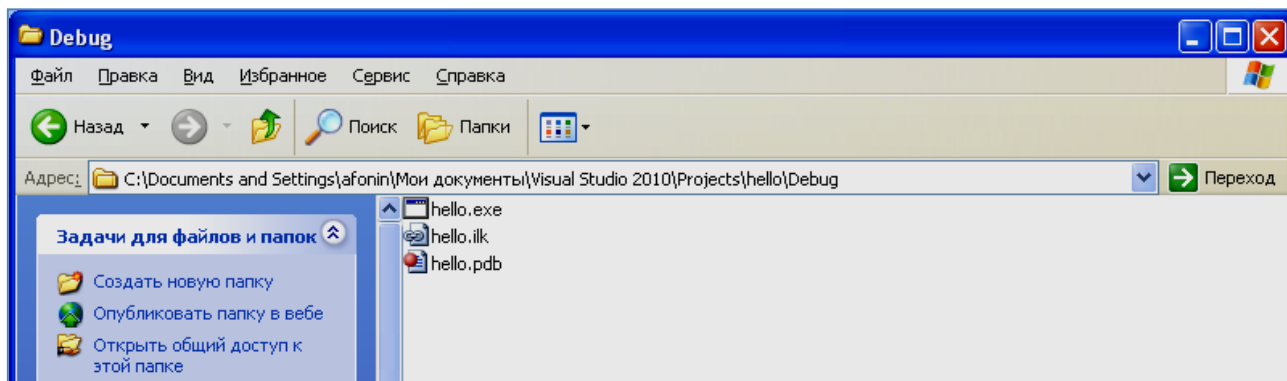 Debug
Файл Правка Вид Избранное Сервис Справка
Назад Поиск Папки
Адрес: C:\Documents and Settings\afonin\Мои документы\Visual Studio 2010\Projects\hello\Debug Переход
Задачи для файлов и папок
Создать новую папку
Опубликовать папку в вебе
Открыть общий доступ к
этой папке
hello.exe
hello.ilk
hello.pdb